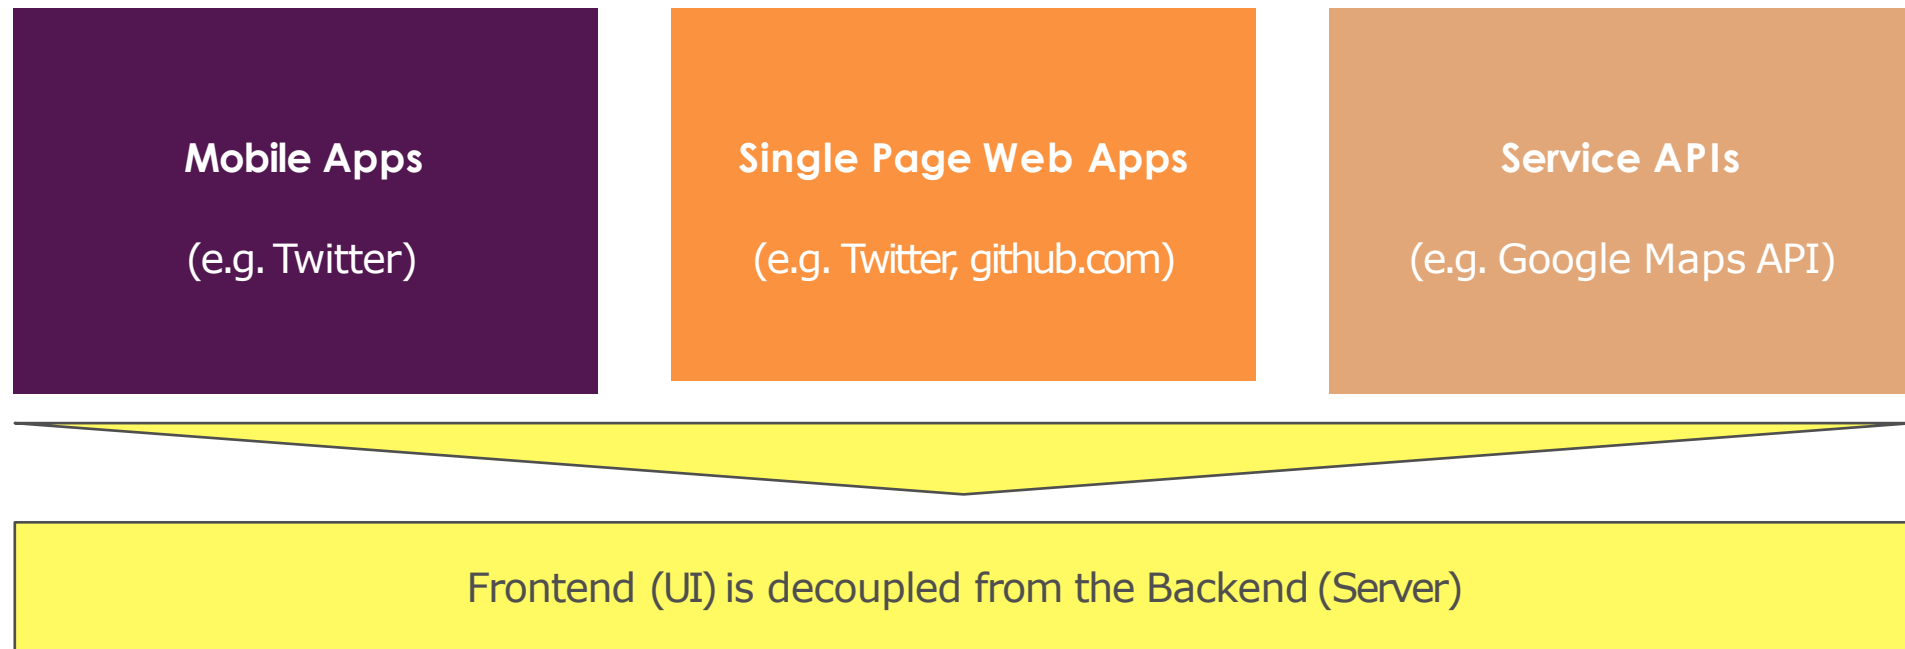 Mobile Apps
(e.g. Twitter)
Single Page Web Apps
(e.g. Twitter, github.com)
Service APIs
(e.g. Google Maps API)
Frontend (UI) is decoupled from the Backend (Server)